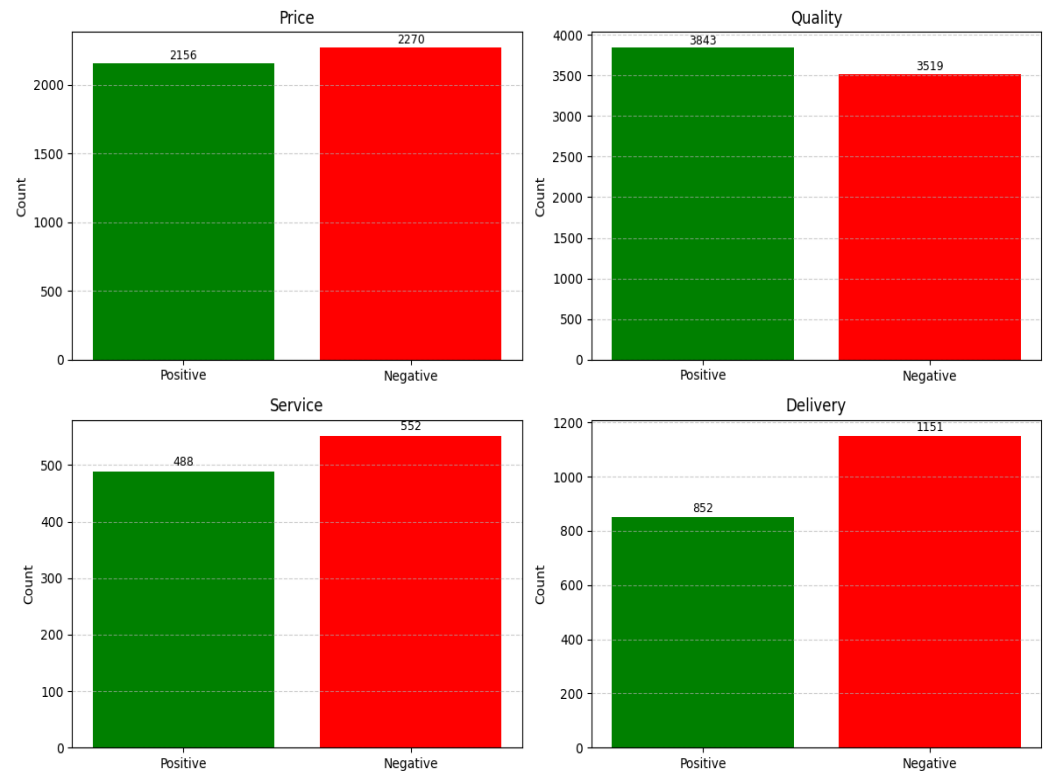 Price
2156
2270
2000
1500
1000
500
0
Count
Positive Negative
Quality
4000
3843
3519
3500
3000
2500
2000
1500
1000
500
0
Count
Positive Negative
Service
552
488
500
400
300
200
100
0
Count
Positive Negative
Delivery
1200
1151
1000
852
800
600
400
200
0
Count
Positive Negative